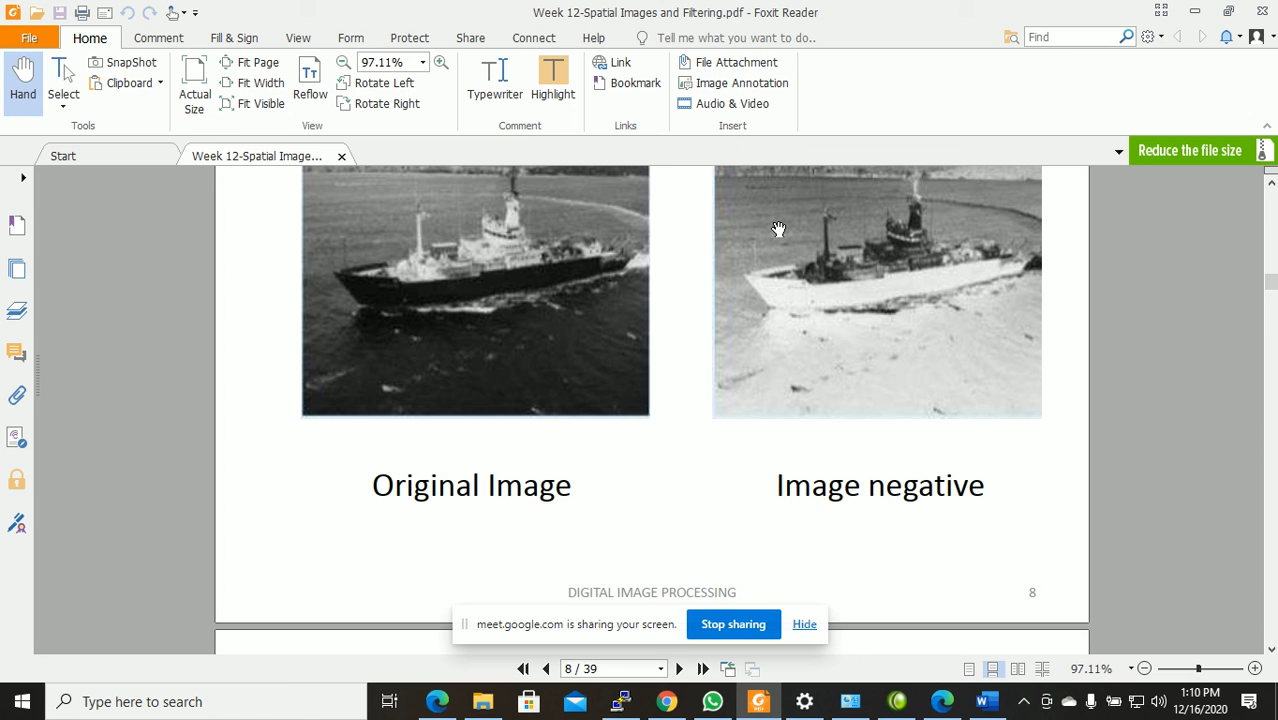 Week 12-Spatial Images and Filtering.pdf - Foxit Reader
File Home Comment Fill & Sign View Form Protect Share Connect Help Tell me what you want to do.. Find
Hand
Select
SnapShot
Clipboard
Tools
Actual
Size
Fit Page
Fit Width
Fit Visible
Reflow
97.11%
Rotate Left
Rotate Right
View
Typewriter
Highlight
Comment
Link
Bookmark
Links
File Attachment
Image Annotation
Audio & Video
Insert
Start
Week 12-Spatial Image...
Reduce the file size
Original Image
Image negative
DIGITAL IMAGE PROCESSING 8
meet.google.com is sharing your screen. Stop sharing Hide
8 / 39
97.11%
Type here to search
1:10 PM
12/16/2020